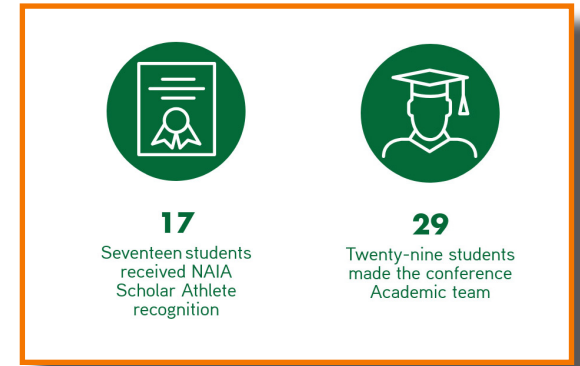 17
Seventeen students
received NAIA
Scholar Athlete
recognition
29
Twenty-nine students
made the conference
Academic team